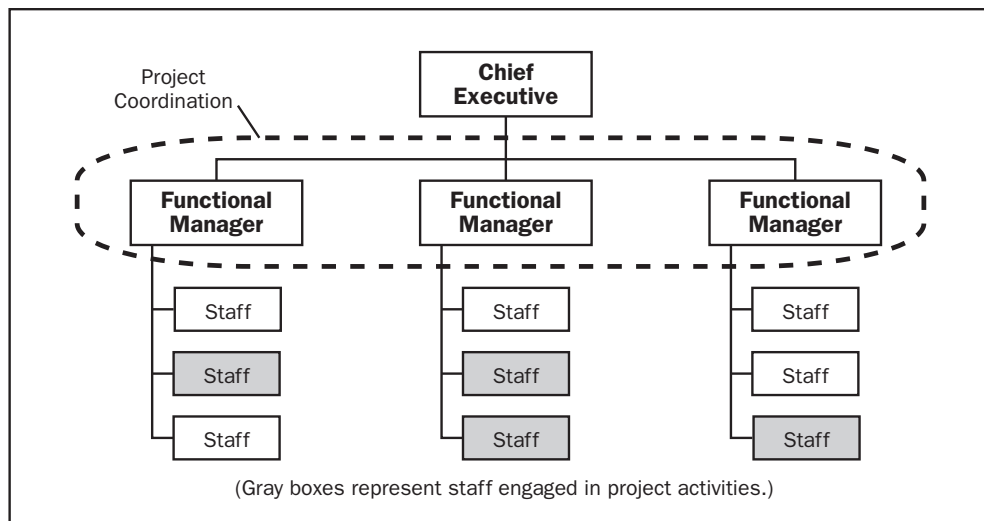 Project
Coordination
Chief
Executive
Functional
Manager
Functional
Manager
Functional
Manager
Staff
Staff
Staff
Staff
Staff
Staff
Staff
Staff
Staff
(Gray boxes represent staff engaged in project activities.)